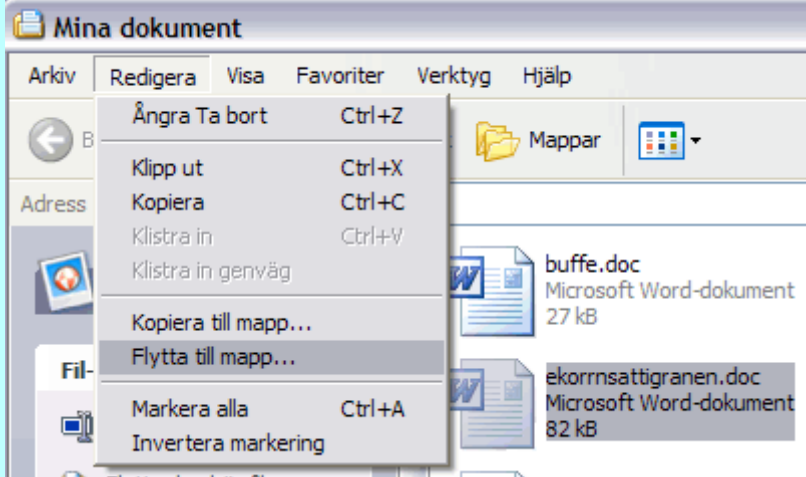 Mina dokument
Arkiv Redigera Visa Favoriter Verktyg Hjälp
Ångra Ta bort Ctrl+Z
B
Mappar
Klipp ut Ctrl+X
Kopiera Ctrl+C
Adress
Klistra in Ctrl+V
Klistra in genväg
Kopiera till mapp...
Flytta till mapp...
Markera alla Ctrl+A
Invertera markering
Fil-
buffe.doc
Microsoft Word-dokument
27 kB
ekorrnsattigranen.doc
Microsoft Word-dokument
82 kB